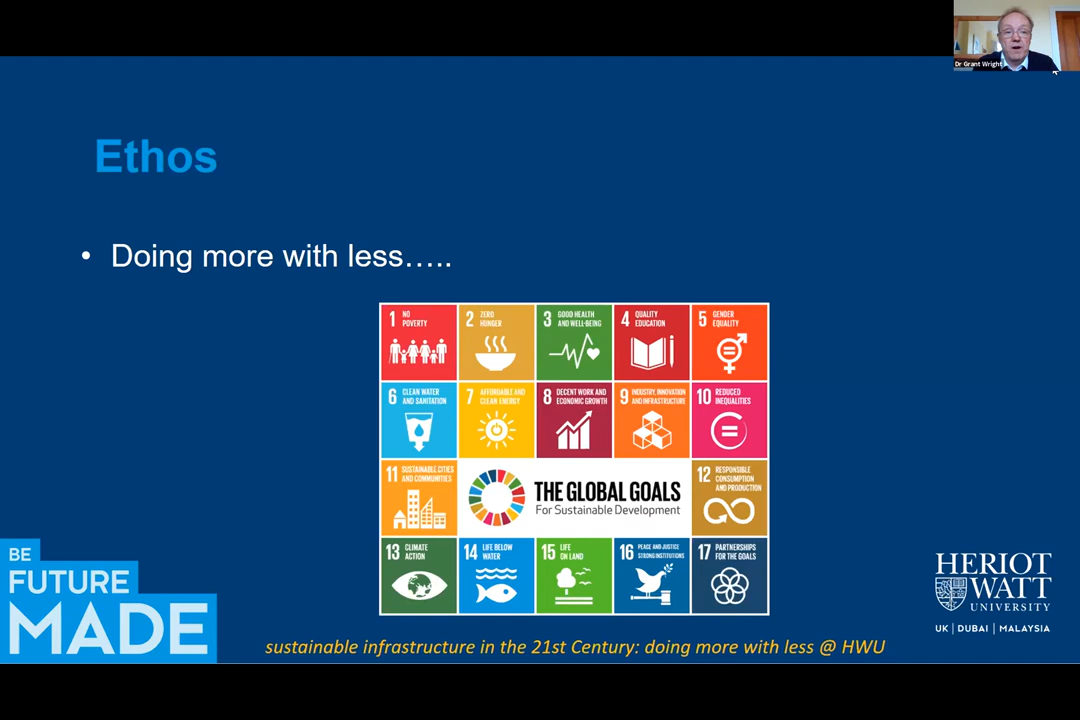 Dr Grant Wright
Ethos
• Doing more with less…..
1 NO
POVERTY
2 ZERO
HUNGER
3 GOOD HEALTH
AND WELL-BEING
4 QUALITY
EDUCATION
5 GENDER
EQUALITY
6 CLEAN WATER
AND SANITATION
7 AFFORDABLE AND
CLEAN ENERGY
8 DECENT WORK AND
ECONOMIC GROWTH
9 INDUSTRY, INNOVATION
AND INFRASTRUCTURE
10 REDUCED
INEQUALITIES
11 SUSTAINABLE CITIES
AND COMMUNITIES
THE GLOBAL GOALS
For Sustainable Development
12 RESPONSIBLE
CONSUMPTION
AND PRODUCTION
13 CLIMATE
ACTION
14 LIFE BELOW
WATER
15 LIFE
ON LAND
16 PEACE AND JUSTICE
STRONG INSTITUTIONS
17 PARTNERSHIPS
FOR THE GOALS
BE
FUTURE
MADE
HERIOT
WATT
UNIVERSITY
UK | DUBAI | MALAYSIA
sustainable infrastructure in the 21st Century: doing more with less @ HWU